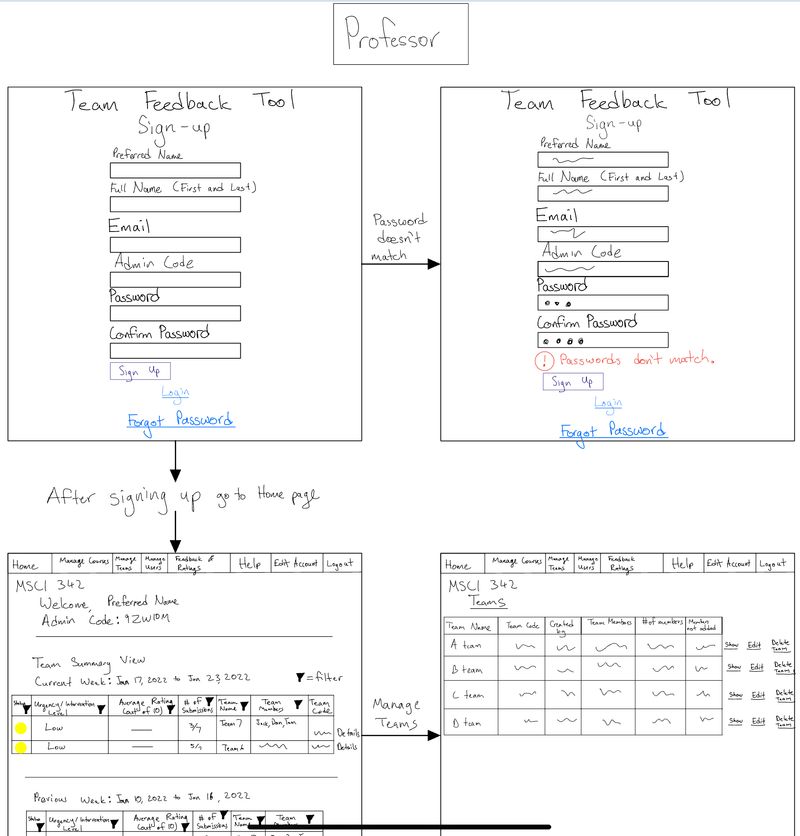 Professor
Team Feedback Tool
Sign-up
Preferred Name
Full Name (First and Last)
Email
Admin Code
Password
Confirm Password
Sign Up
Login
Forgot Password
Password
doesn't
match
Team Feedback Tool
Sign-up
Preferred Name
Full Name (First and Last)
Email
Admin Code
Password
Confirm Password
! Passwords don't match.
Sign Up
Login
Forgot Password
After signing up go to Home page
Home Manage Courses Manage Teams Manage Users Feedback & Ratings Help Edit Account Logout
MSCI 342
Welcome, Preferred Name
Admin Code: 9ZW10M
Team Summary View
Current Week: Jan 17, 2022 to Jan 23, 2022
=filter
Status Urgency/Intervention Level Average Rating (out of 10) # of Submissions Team Name Team Members Team Code
Low 3/7 Team 7 Jack, Dan, Tom Details
Low 5/7 Team 6 Details
Previous Week: Jan 10, 2022 to Jan 16, 2022
Status Urgency/Intervention Level Average Rating (out of 10) # of Submissions Team Name Team
Manage
Teams
Home Manage Courses Manage Teams Manage Users Feedback Ratings Help Edit Account Logout
MSCI 342
Teams
Team Name Team Code Created by Team Members # of members Members not added
A team Show Edit Delete Team
B team Show Edit Delete Team
C team Show Edit Delete Team
D team Show Edit Delete Team